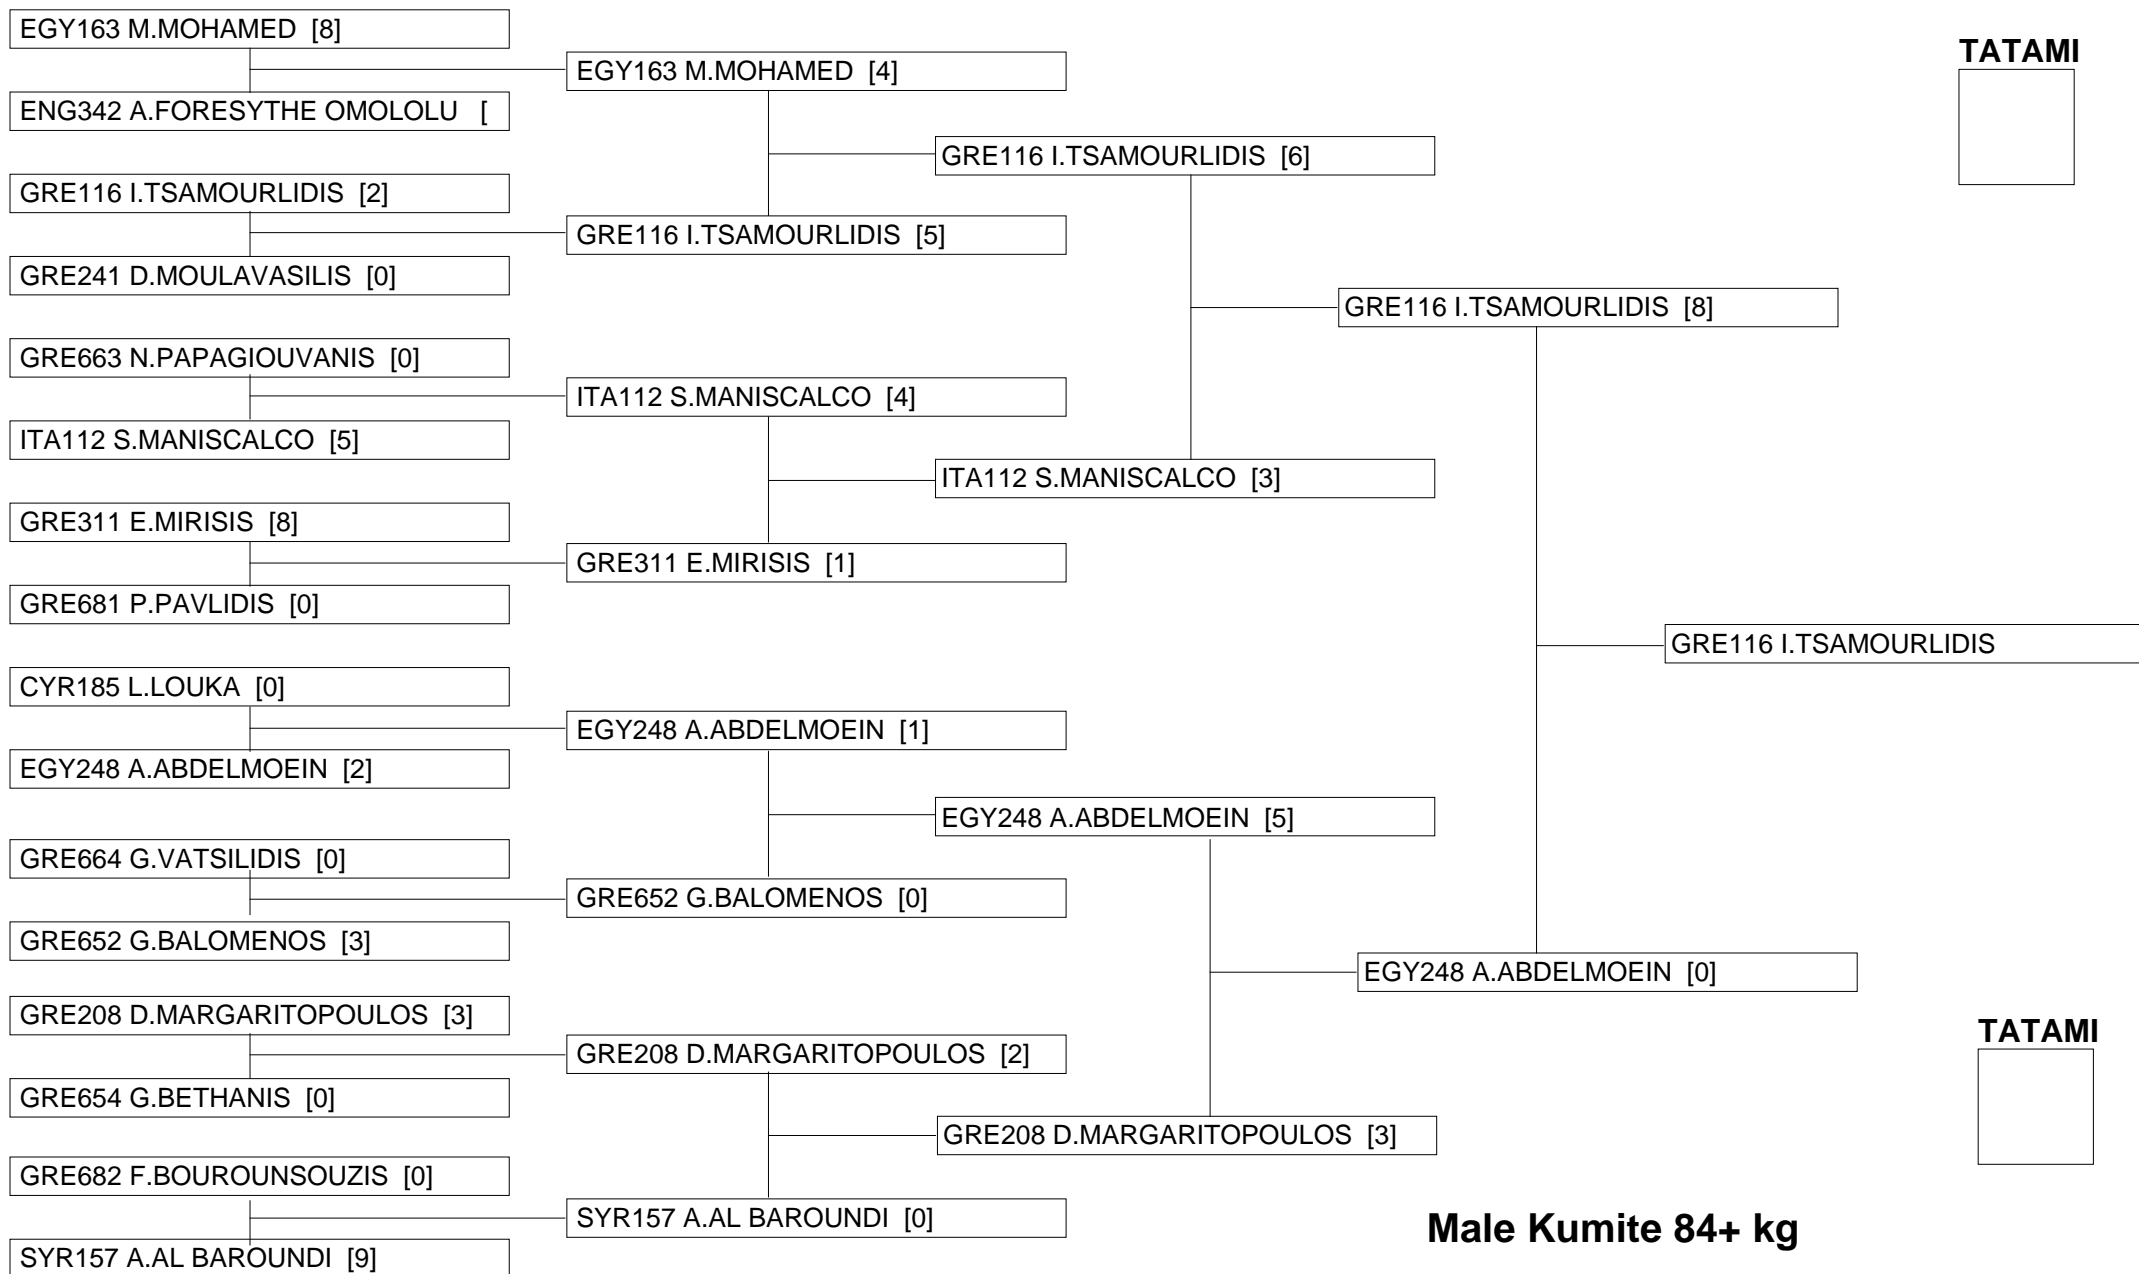 EGY163 M.MOHAMED [8]
ENG342 A.FORESYTHE OMOLOLU [
GRE116 I.TSAMOURLIDIS [2]
GRE241 D.MOULAVASILIS [0]
GRE663 N.PAPAGIOUVANIS [0]
ITA112 S.MANISCALCO [5]
GRE311 E.MIRISIS [8]
GRE681 P.PAVLIDIS [0]
CYR185 L.LOUKA [0]
EGY248 A.ABDELMOEIN [2]
GRE664 G.VATSILIDIS [0]
GRE652 G.BALOMENOS [3]
GRE208 D.MARGARITOPOULOS [3]
GRE654 G.BETHANIS [0]
GRE682 F.BOUROUNSOUZIS [0]
SYR157 A.AL BAROUNDI [9]
EGY163 M.MOHAMED [4]
GRE116 I.TSAMOURLIDIS [5]
ITA112 S.MANISCALCO [4]
GRE311 E.MIRISIS [1]
EGY248 A.ABDELMOEIN [1]
GRE652 G.BALOMENOS [0]
GRE208 D.MARGARITOPOULOS [2]
SYR157 A.AL BAROUNDI [0]
GRE116 I.TSAMOURLIDIS [6]
ITA112 S.MANISCALCO [3]
EGY248 A.ABDELMOEIN [5]
GRE208 D.MARGARITOPOULOS [3]
GRE116 I.TSAMOURLIDIS [8]
EGY248 A.ABDELMOEIN [0]
GRE116 I.TSAMOURLIDIS
TATAMI
TATAMI
Male Kumite 84+ kg